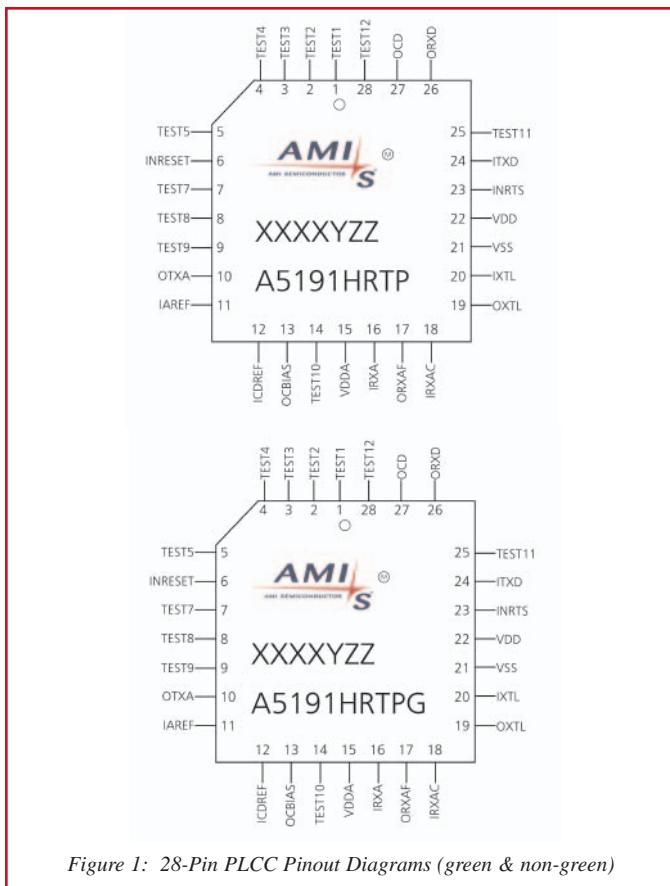 TEST4 TEST3 TEST2 TEST1 TEST12 OCD ORXD
4 3 2 1 28 27 26
TEST5 5 25 TEST11
INRESET 6 AMI S M 24 ITXD
AMI SEMICONDUCTOR
TEST7 7 23 INRTS
TEST8 8 22 VDD
XXXXYZZ
TEST9 9 21 VSS
OTXA 10 20 IXTL
A5191HRTP
IAREF 11 19 OXTL
12 13 14 15 16 17 18
ICDREF OCBIAS TEST10 VDDA IRXA ORXAF IRXAC
TEST4 TEST3 TEST2 TEST1 TEST12 OCD ORXD
4 3 2 1 28 27 26
TEST5 5 25 TEST11
INRESET 6 AMI S M 24 ITXD
AMI SEMICONDUCTOR
TEST7 7 23 INRTS
TEST8 8 22 VDD
XXXXYZZ
TEST9 9 21 VSS
OTXA 10 20 IXTL
A5191HRTPG
IAREF 11 19 OXTL
12 13 14 15 16 17 18
ICDREF OCBIAS TEST10 VDDA IRXA ORXAF IRXAC
Figure 1: 28-Pin PLCC Pinout Diagrams (green & non-green)